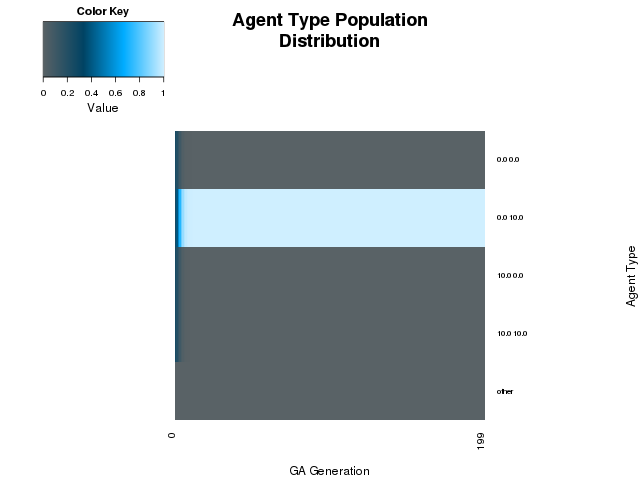 Color Key
0 0.2 0.4 0.6 0.8 1
Value
Agent Type Population
Distribution
0.0 0.0
0.0 10.0
10.0 0.0
10.0 10.0
other
Agent Type
0 199
GA Generation